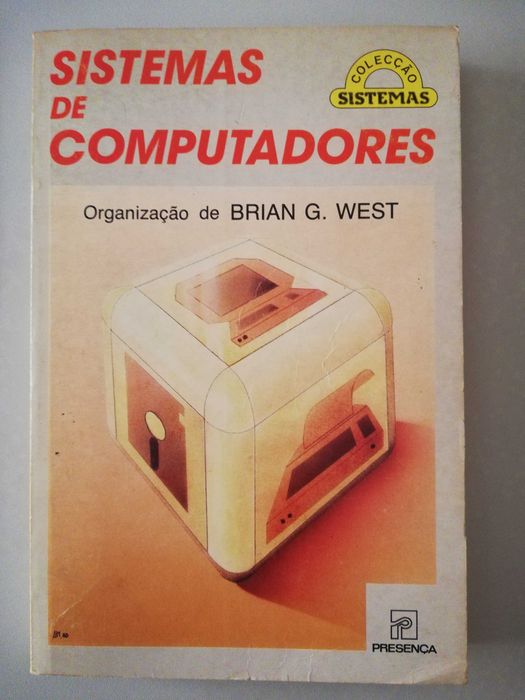 SISTEMAS
DE
COMPUTADORES
COLECÇÃO
SISTEMAS
Organização de BRIAN G. WEST
PRESENÇA